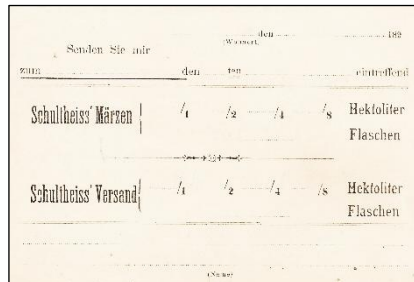 den 182
(Wohnort)
Senden Sie mir
zum den ten eintreffend
Schultheiss' Märzen /1 /2 /4 /8 Hektoliter
Flaschen
Schultheiss' Versand /1 /2 /4 /8 Hektoliter
Flaschen
(Name)